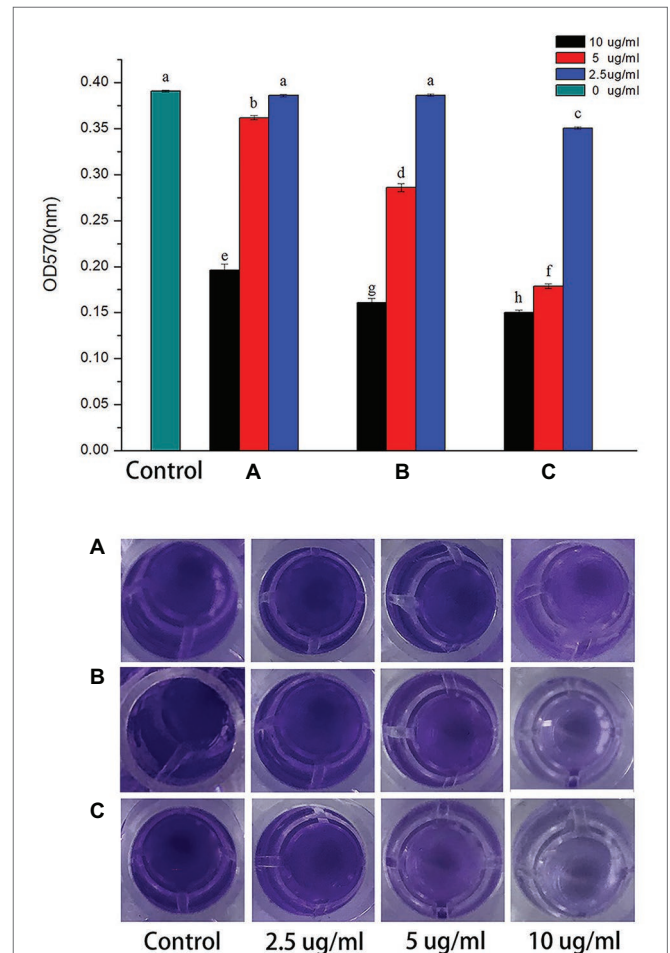 10 ug/ml
5 ug/ml
2.5ug/ml
0 ug/ml
OD570(nm)
0.40
0.35
0.30
0.25
0.20
0.15
0.10
0.05
0.00
a
e b a
g d a
h f c
Control A B C
A
B
C
Control 2.5 ug/ml 5 ug/ml 10 ug/ml